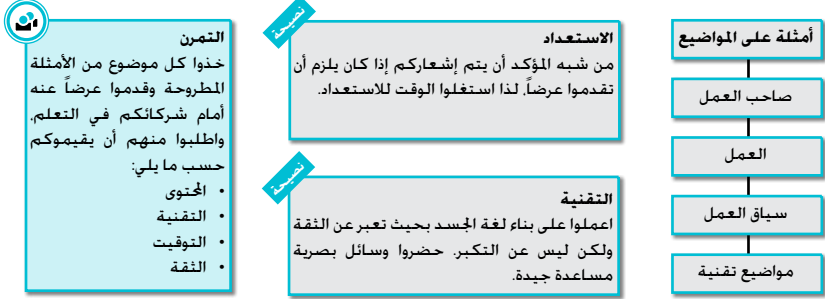 أمثلة على المواضيع
صاحب العمل
العمل
سياق العمل
مواضيع تقنية
نصيحة
الاستعداد
من شبه المؤكد أن يتم إشعاركم إذا كان يلزم أن
تقدموا عرضاً، لذا استغلوا الوقت للاستعداد.
نصيحة
التقنية
اعملوا على بناء لغة الجسد بحيث تعبر عن الثقة
ولكن ليس عن التكبر. حضروا وسائل بصرية
مساعدة جيدة.
التمرن
خذوا كل موضوع من الأمثلة
المطروحة وقدموا عرضاً عنه
أمام شركائكم في التعلم.
واطلبوا منهم أن يقيموكم
حسب ما يلي:
• المحتوى
• التقنية
• التوقيت
• الثقة